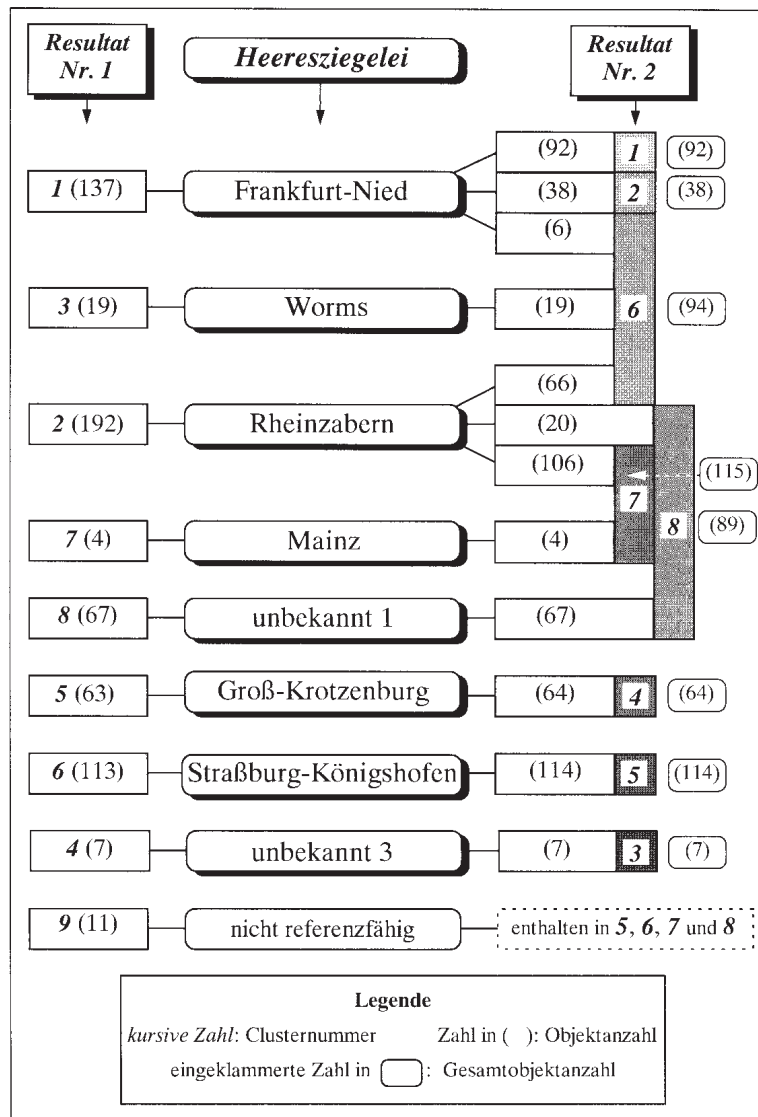 Resultat Nr. 1
Heeresziegelei
Resultat Nr. 2
1 (137)
Frankfurt-Nied
(92)
1
(92)
(38)
2
(38)
(6)
3 (19)
Worms
(19)
6
(94)
2 (192)
Rheinzabern
(66)
(20)
(106)
(115)
7
8
(89)
7 (4)
Mainz
(4)
8 (67)
unbekannt 1
(67)
5 (63)
Groß-Krotzenburg
(64)
4
(64)
6 (113)
Straßburg-Königshofen
(114)
5
(114)
4 (7)
unbekannt 3
(7)
3
(7)
9 (11)
nicht referenzfähig
enthalten in 5, 6, 7 und 8
Legende
kursive Zahl: Clusternummer
Zahl in ( ): Objektanzahl
eingeklammerte Zahl in : Gesamtobjektanzahl